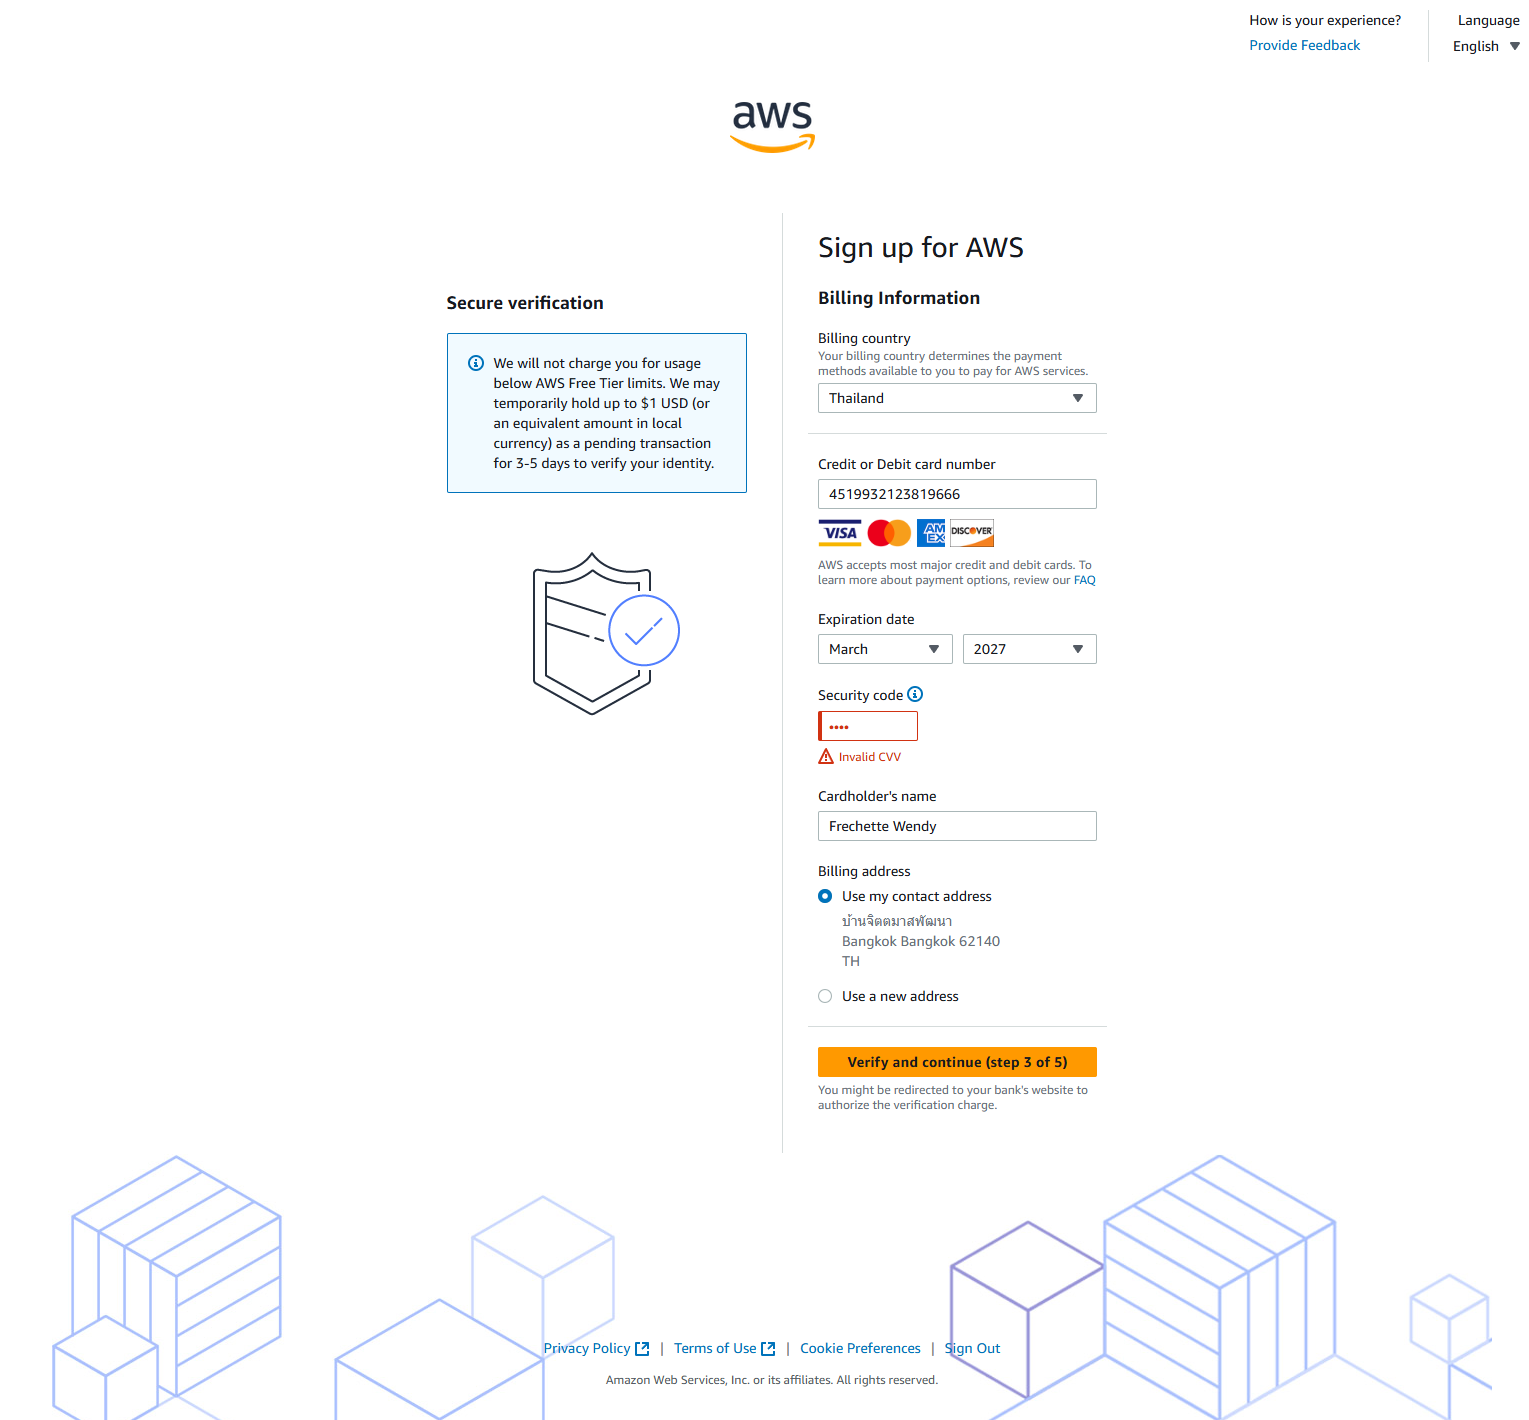 How is your experience?
Provide Feedback
Language
English
aws
Secure verification
We will not charge you for usage
below AWS Free Tier limits. We may
temporarily hold up to $1 USD (or
an equivalent amount in local
currency) as a pending transaction
for 3-5 days to verify your identity.
Sign up for AWS
Billing Information
Billing country
Your billing country determines the payment
methods available to you to pay for AWS services.
Thailand
Credit or Debit card number
4519932123819666
VISA
AM
EX
DISCOVER
AWS accepts most major credit and debit cards. To
learn more about payment options, review our FAQ
Expiration date
March 2027
Security code
••••
Invalid CVV
Cardholder's name
Frechette Wendy
Billing address
Use my contact address
บ้านจิตตมาสพัฒนา
Bangkok Bangkok 62140
TH
Use a new address
Verify and continue (step 3 of 5)
You might be redirected to your bank's website to
authorize the verification charge.
Privacy Policy | Terms of Use | Cookie Preferences | Sign Out
Amazon Web Services, Inc. or its affiliates. All rights reserved.